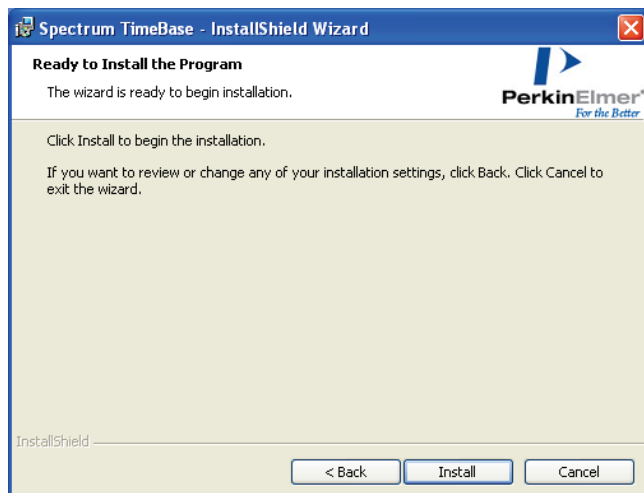 Spectrum TimeBase - InstallShield Wizard
Ready to Install the Program
The wizard is ready to begin installation.
PerkinElmer®
For the Better
Click Install to begin the installation.
If you want to review or change any of your installation settings, click Back. Click Cancel to
exit the wizard.
InstallShield
< Back
Install
Cancel